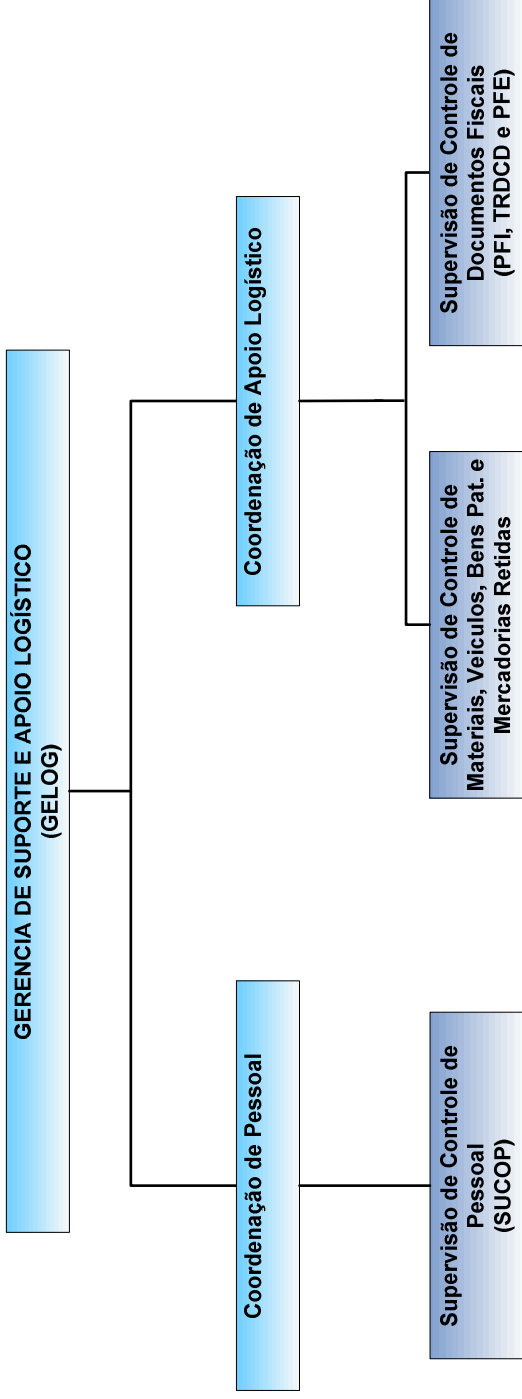 GERENCIA DE SUPORTE E APOIO LOGÍSTICO
(GELOG)
Coordenação de Pessoal
Coordenação de Apoio Logístico
Supervisão de Controle de
Pessoal
(SUCOP)
Supervisão de Controle de
Materiais, Veiculos, Bens Pat. e
Mercadorias Retidas
Supervisão de Controle de
Documentos Fiscais
(PFI, TRDCD e PFE)